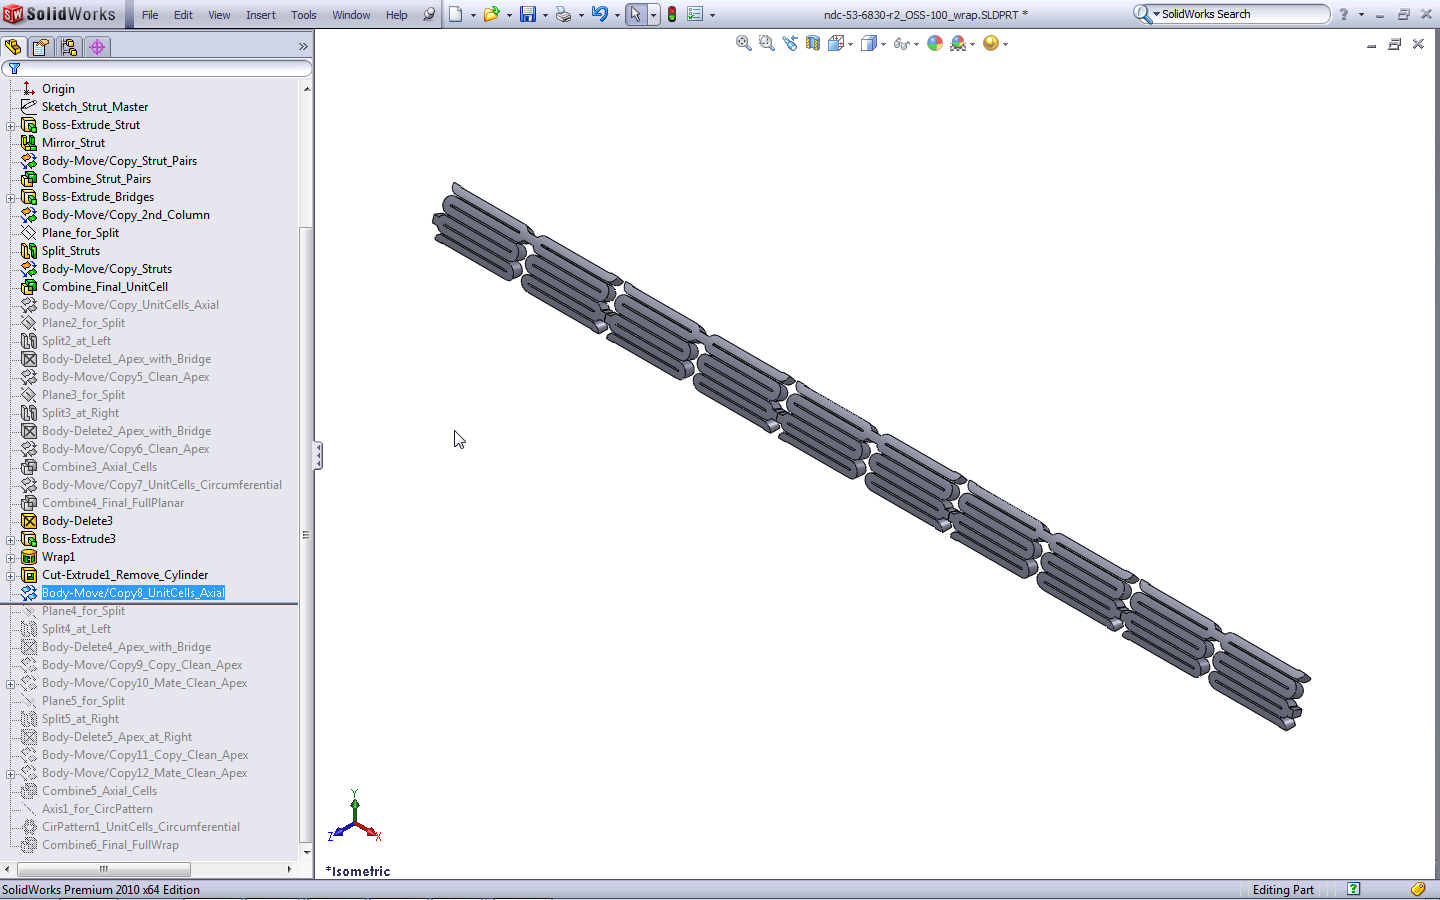 SW SolidWorks File Edit View Insert Tools Window Help ndc-53-6830-r2_OSS-100_wrap.SLDPRT * SolidWorks Search ?
Origin
Sketch_Strut_Master
Boss-Extrude_Strut
Mirror_Strut
Body-Move/Copy_Strut_Pairs
Combine_Strut_Pairs
Boss-Extrude_Bridges
Body-Move/Copy_2nd_Column
Plane_for_Split
Split_Struts
Body-Move/Copy_Struts
Combine_Final_UnitCell
Body-Move/Copy_UnitCells_Axial
Plane2_for_Split
Split2_at_Left
Body-Delete1_Apex_with_Bridge
Body-Move/Copy5_Clean_Apex
Plane3_for_Split
Split3_at_Right
Body-Delete2_Apex_with_Bridge
Body-Move/Copy6_Clean_Apex
Combine3_Axial_Cells
Body-Move/Copy7_UnitCells_Circumferential
Combine4_Final_FullPlanar
Body-Delete3
Boss-Extrude3
Wrap1
Cut-Extrude1_Remove_Cylinder
Body-Move/Copy8_UnitCells_Axial
Plane4_for_Split
Split4_at_Left
Body-Delete4_Apex_with_Bridge
Body-Move/Copy9_Copy_Clean_Apex
Body-Move/Copy10_Mate_Clean_Apex
Plane5_for_Split
Split5_at_Right
Body-Delete5_Apex_at_Right
Body-Move/Copy11_Copy_Clean_Apex
Body-Move/Copy12_Mate_Clean_Apex
Combine5_Axial_Cells
Axis1_for_CircPattern
CirPattern1_UnitCells_Circumferential
Combine6_Final_FullWrap
Y
Z X
*Isometric
SolidWorks Premium 2010 x64 Edition Editing Part ?